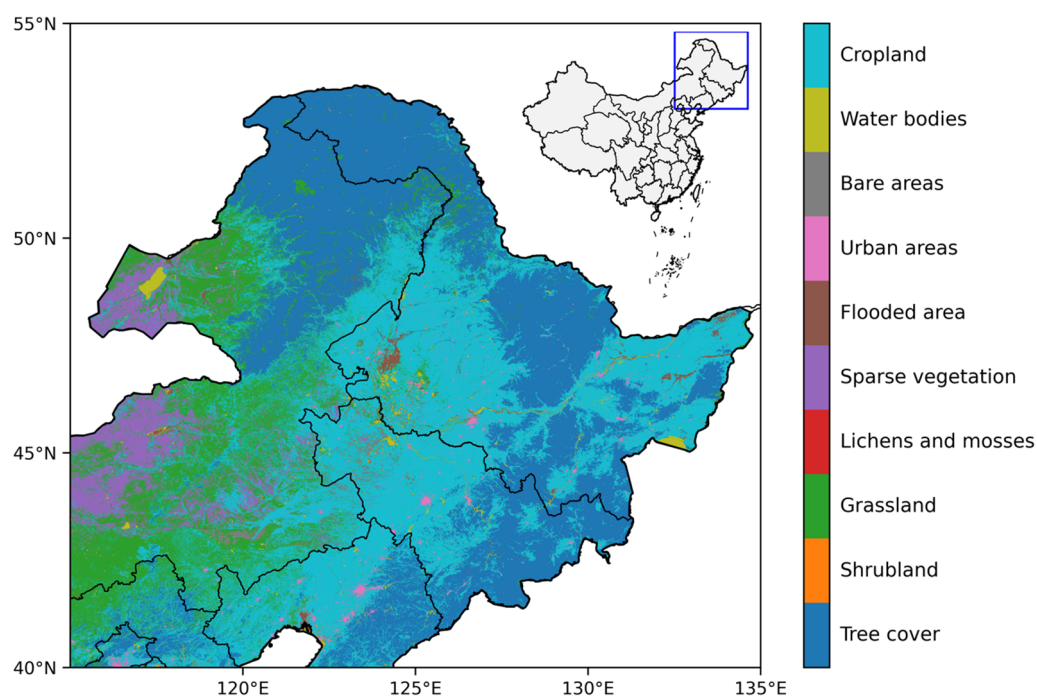 55°N
50°N
45°N
40°N
120°E
125°E
130°E
135°E
Cropland
Water bodies
Bare areas
Urban areas
Flooded area
Sparse vegetation
Lichens and mosses
Grassland
Shrubland
Tree cover